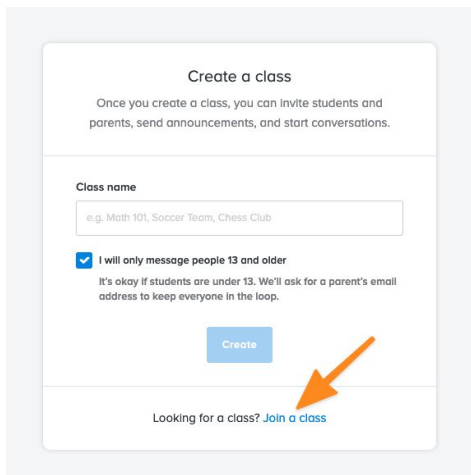 Create a class
Once you create a class, you can invite students and
parents, send announcements, and start conversations.
Class name
e.g. Math 101, Soccer Team, Chess Club
I will only message people 13 and older
It's okay if students are under 13. We'll ask for a parent's email
address to keep everyone in the loop.
Create
Looking for a class? Join a class